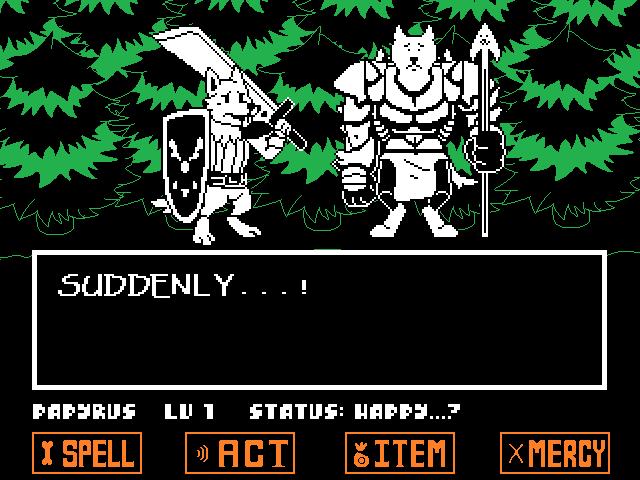 SUDDENLY...!
PAPYRUS LV 1 STATUS: HAPPY...?
SPELL ACT ITEM MERCY